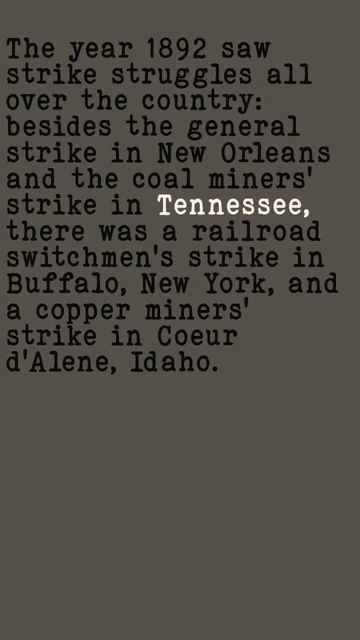 The year 1892 saw
strike struggles all
over the country:
besides the general
strike in New Orleans
and the coal miners'
strike in Tennessee,
there was a railroad
switchmen's strike in
Buffalo, New York, and
a copper miners'
strike in Coeur
d'Alene, Idaho.